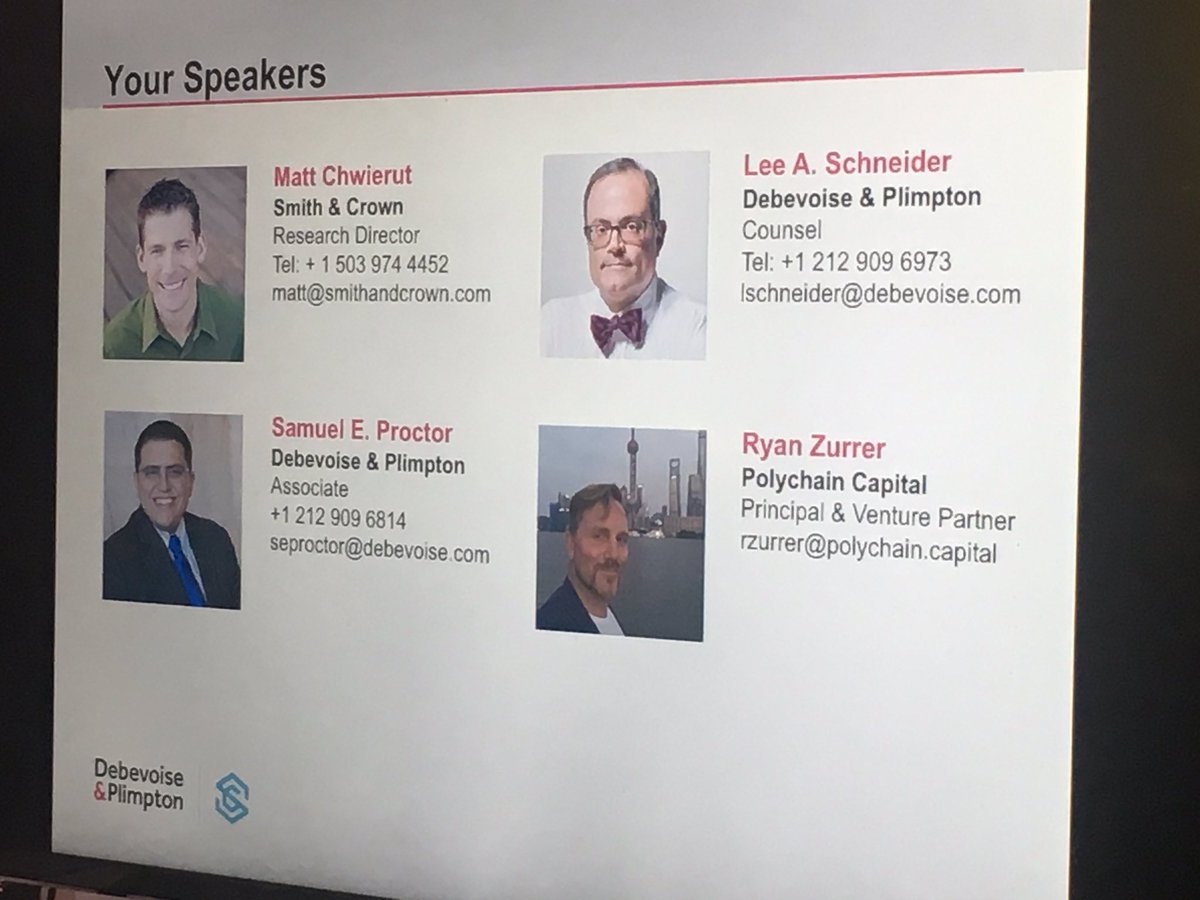 Your Speakers
Matt Chwierut
Smith & Crown
Research Director
Tel: + 1 503 974 4452
matt@smithandcrown.com
Lee A. Schneider
Debevoise & Plimpton
Counsel
Tel: +1 212 909 6973
lschneider@debevoise.com
Samuel E. Proctor
Debevoise & Plimpton
Associate
+1 212 909 6814
seproctor@debevoise.com
Ryan Zurrer
Polychain Capital
Principal & Venture Partner
rzurrer@polychain.capital
Debevoise
&Plimpton